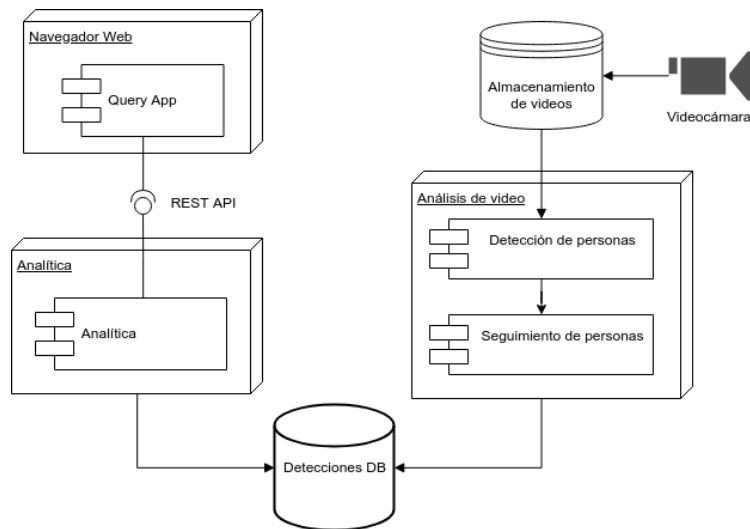 Navegador Web
Query App
REST API
Analítica
Analítica
Almacenamiento
de videos
Videocámara
Análisis de video
Detección de personas
Seguimiento de personas
Detecciones DB